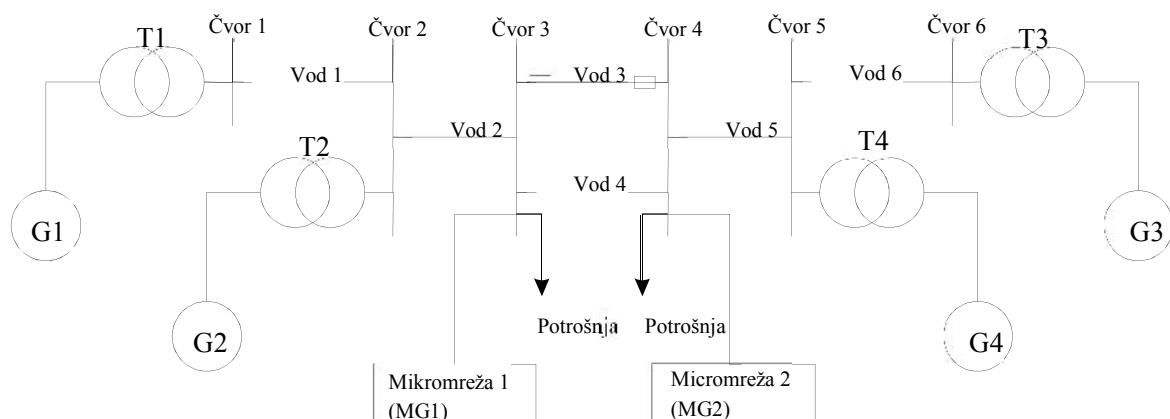 Čvor 1
Čvor 2
Čvor 3
Čvor 4
Čvor 5
Čvor 6
T1
T3
Vod 1
Vod 3
Vod 6
Vod 2
Vod 5
T2
T4
Vod 4
G1
G3
G2
G4
Potrošnja
Potrošnja
Mikromreža 1
(MG1)
Micromreža 2
(MG2)